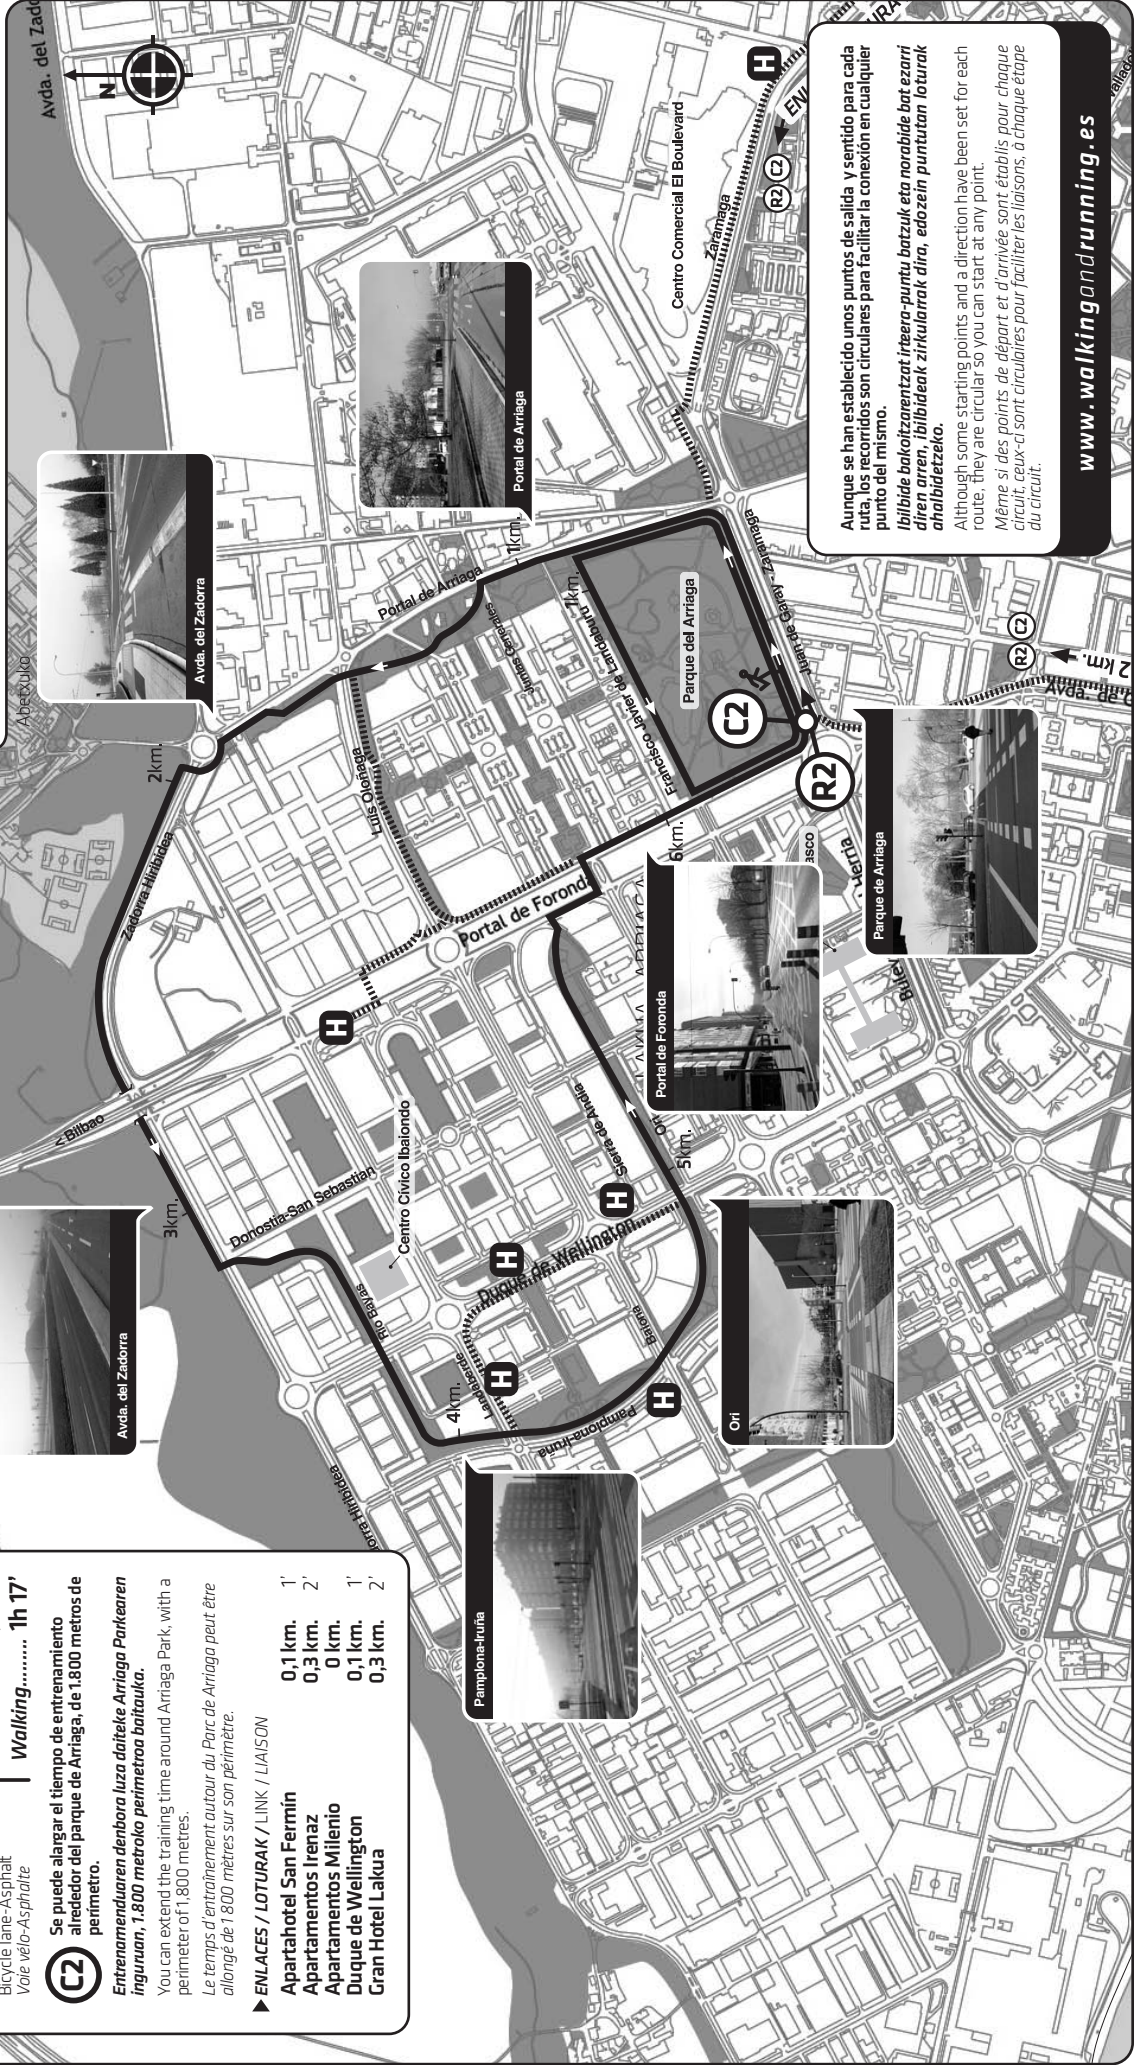 Bicycle lane-Asphalt
Voie vélo-Asphalte
Walking......... 1h 17’
C2
Se puede alargar el tiempo de entrenamiento
alrededor del parque de Arriaga, de 1.800 metros de
perímetro.
Entrenamenduaren denbora luza daiteke Arriaga Parkearen
inguruan, 1.800 metroko perimetroa baitauka.
You can extend the training time around Arriaga Park, with a
perimeter of 1,800 metres.
Le temps d'entraînement autour du Parc de Arriaga peut être
allongé de 1 800 mètres sur son périmètre.
ENLACES / LOTURAK / LINK / LIAISON
Apartahotel San Fermín 0,1 km. 1’
Apartamentos Irenaz 0,3 km. 2’
Apartamentos Milenio 0 km.
Duque de Wellington 0,1 km. 1’
Gran Hotel Lakua 0,3 km. 2’
Avda. del Zadorra
Pamplona-Iruña
Ori
Portal de Foronda
Parque de Arriaga
Avda. del Zadorra
Portal de Arriaga
< Bilbao
3km.
Donostia-San Sebastian
Centro Cívico Ibaiondo
Río Bayas
4km.
Landaberde
H
H
H
H
H
H
Duque de Wellington
Baiona
Pamplona-Iruña
Sierra de Andia
5km.
Portal de Foronda
6km.
Zadorra Hiribidea
2km.
Abetxuko
Luis Oloñaga
Portal de Arriaga
Juntas Generales
1km.
1km.
Francisco Javier de Landaburu
Parque del Arriaga
C2
R2
Juan de Garay - Zaramaga
Zaramaga
Centro Comercial El Boulevard
R2 C2
R2 C2
2 km.
N
Aunque se han establecido unos puntos de salida y sentido para cada
ruta, los recorridos son circulares para facilitar la conexión en cualquier
punto del mismo.
Ibilbide bakoitzarentzat irteera-puntu batzuk eta norabide bat ezarri
diren arren, ibilbideak zirkularrak dira, edozein puntutan loturak
ahalbidetzeko.
Although some starting points and a direction have been set for each
route, they are circular so you can start at any point.
Même si des points de départ et d'arrivée sont établis pour chaque
circuit, ceux-ci sont circulaires pour faciliter les liaisons, à chaque étape
du circuit.
www.walkingandrunning.es